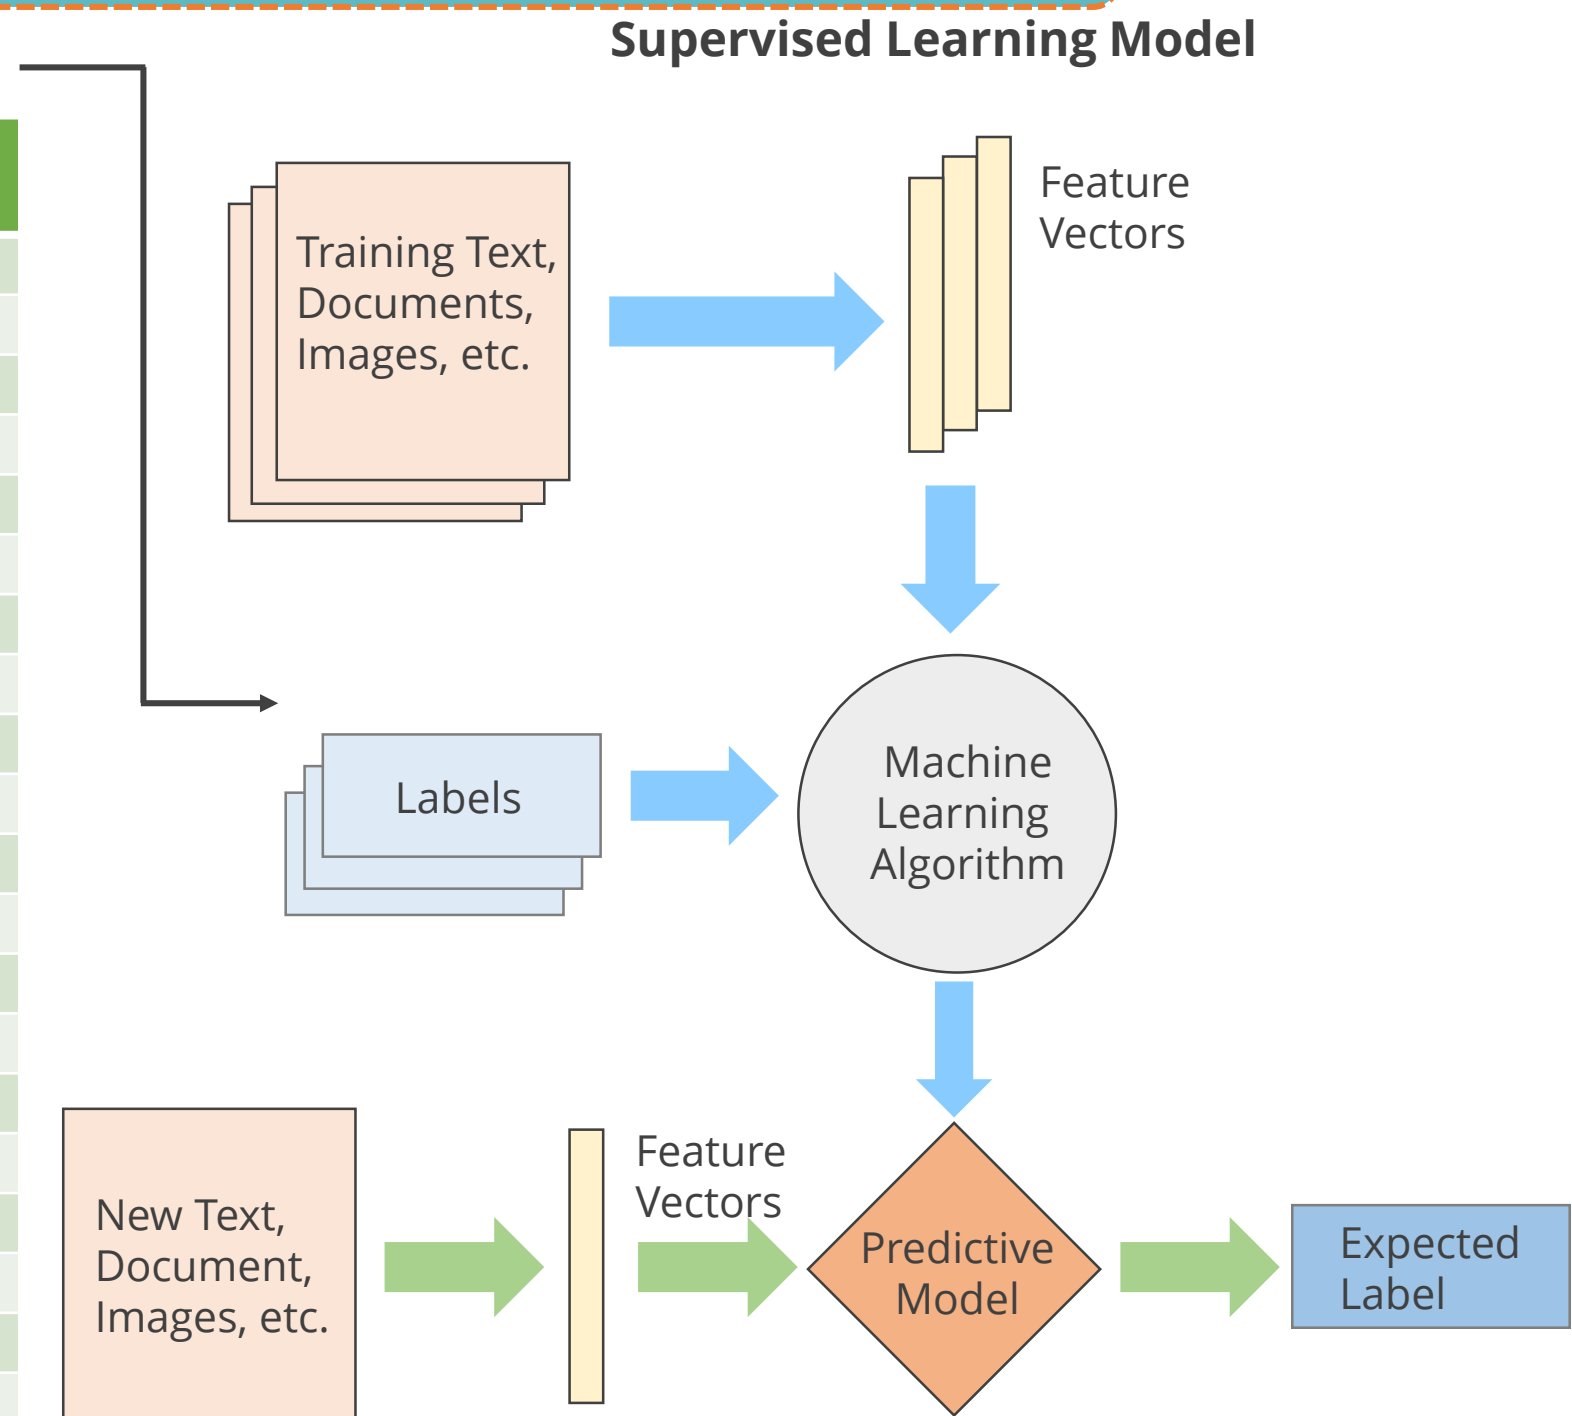 Supervised Learning Model
Feature
Vectors
Training Text,
Documents,
Images, etc.
Machine
Learning
Algorithm
Labels
Feature
Vectors
New Text,
Document,
Images, etc.
Predictive
Model
Expected
Label